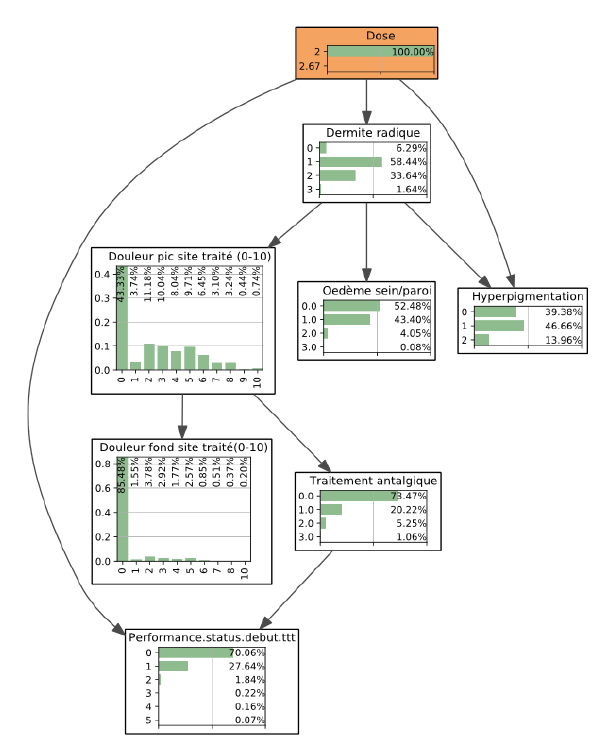 Dose
2 100.00%
2.67
Dermite radique
0 6.29%
1 58.44%
2 33.64%
3 1.64%
Douleur pic site traité (0-10)
0.4
0.3
0.2
0.1
0.0
43.33% 3.74% 11.18% 10.04% 8.04% 9.71% 6.45% 3.10% 3.24% 0.44% 0.74%
0 1 2 3 4 5 6 7 8 9 10
Oedème sein/paroi
0.0 52.48%
1.0 43.40%
2.0 4.05%
3.0 0.08%
Hyperpigmentation
0 39.38%
1 46.66%
2 13.96%
Douleur fond site traité(0-10)
0.8
0.6
0.4
0.2
0.0
85.48% 1.55% 3.78% 2.92% 1.77% 2.57% 0.85% 0.51% 0.37% 0.20%
0 1 2 3 4 5 6 7 8 10
Traitement antalgique
0.0 73.47%
1.0 20.22%
2.0 5.25%
3.0 1.06%
Performance.status.debut.ttt
0 70.06%
1 27.64%
2 1.84%
3 0.22%
4 0.16%
5 0.07%